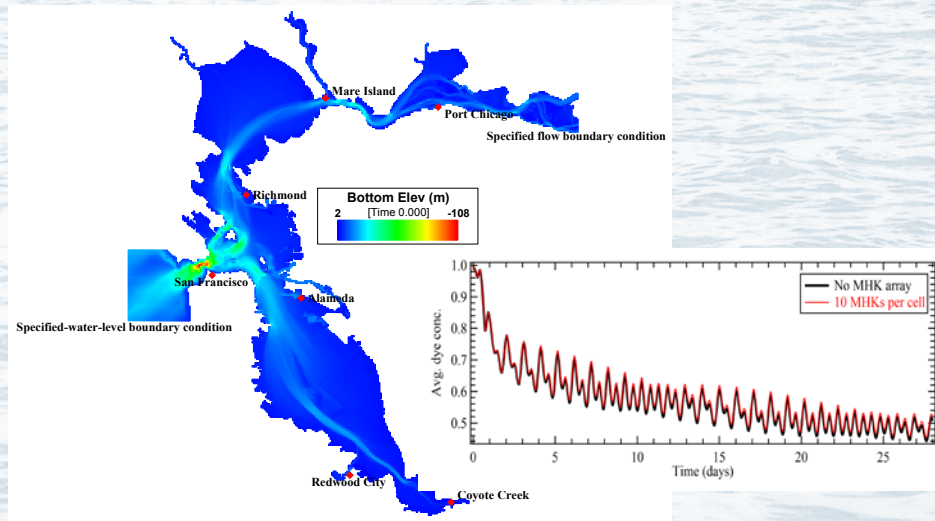 Mare Island
Port Chicago
Specified flow boundary condition
Richmond
Bottom Elev (m)
2 [Time 0.000] -108
San Francisco
Alameda
Specified-water-level boundary condition
Redwood City
Coyote Creek
1.0
0.9
0.8
0.7
0.6
0.5
Avg. dye conc.
No MHK array
10 MHKs per cell
0 5 10 15 20 25
Time (days)